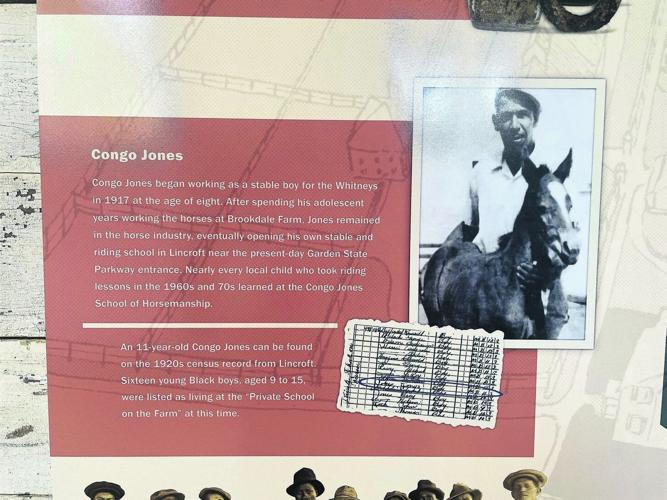 Congo Jones
Congo Jones began working as a stable boy for the Whitneys
in 1917 at the age of eight. After spending his adolescent
years working the horses at Brookdale Farm, Jones remained
in the horse industry, eventually opening his own stable and
riding school in Lincroft near the present-day Garden State
Parkway entrance. Nearly every local child who took riding
lessons in the 1960s and 70s learned at the Congo Jones
School of Horsemanship.
An 11-year-old Congo Jones can be found
on the 1920s census record from Lincroft.
Sixteen young Black boys, aged 9 to 15,
were listed as living at the "Private School
on the Farm" at this time.